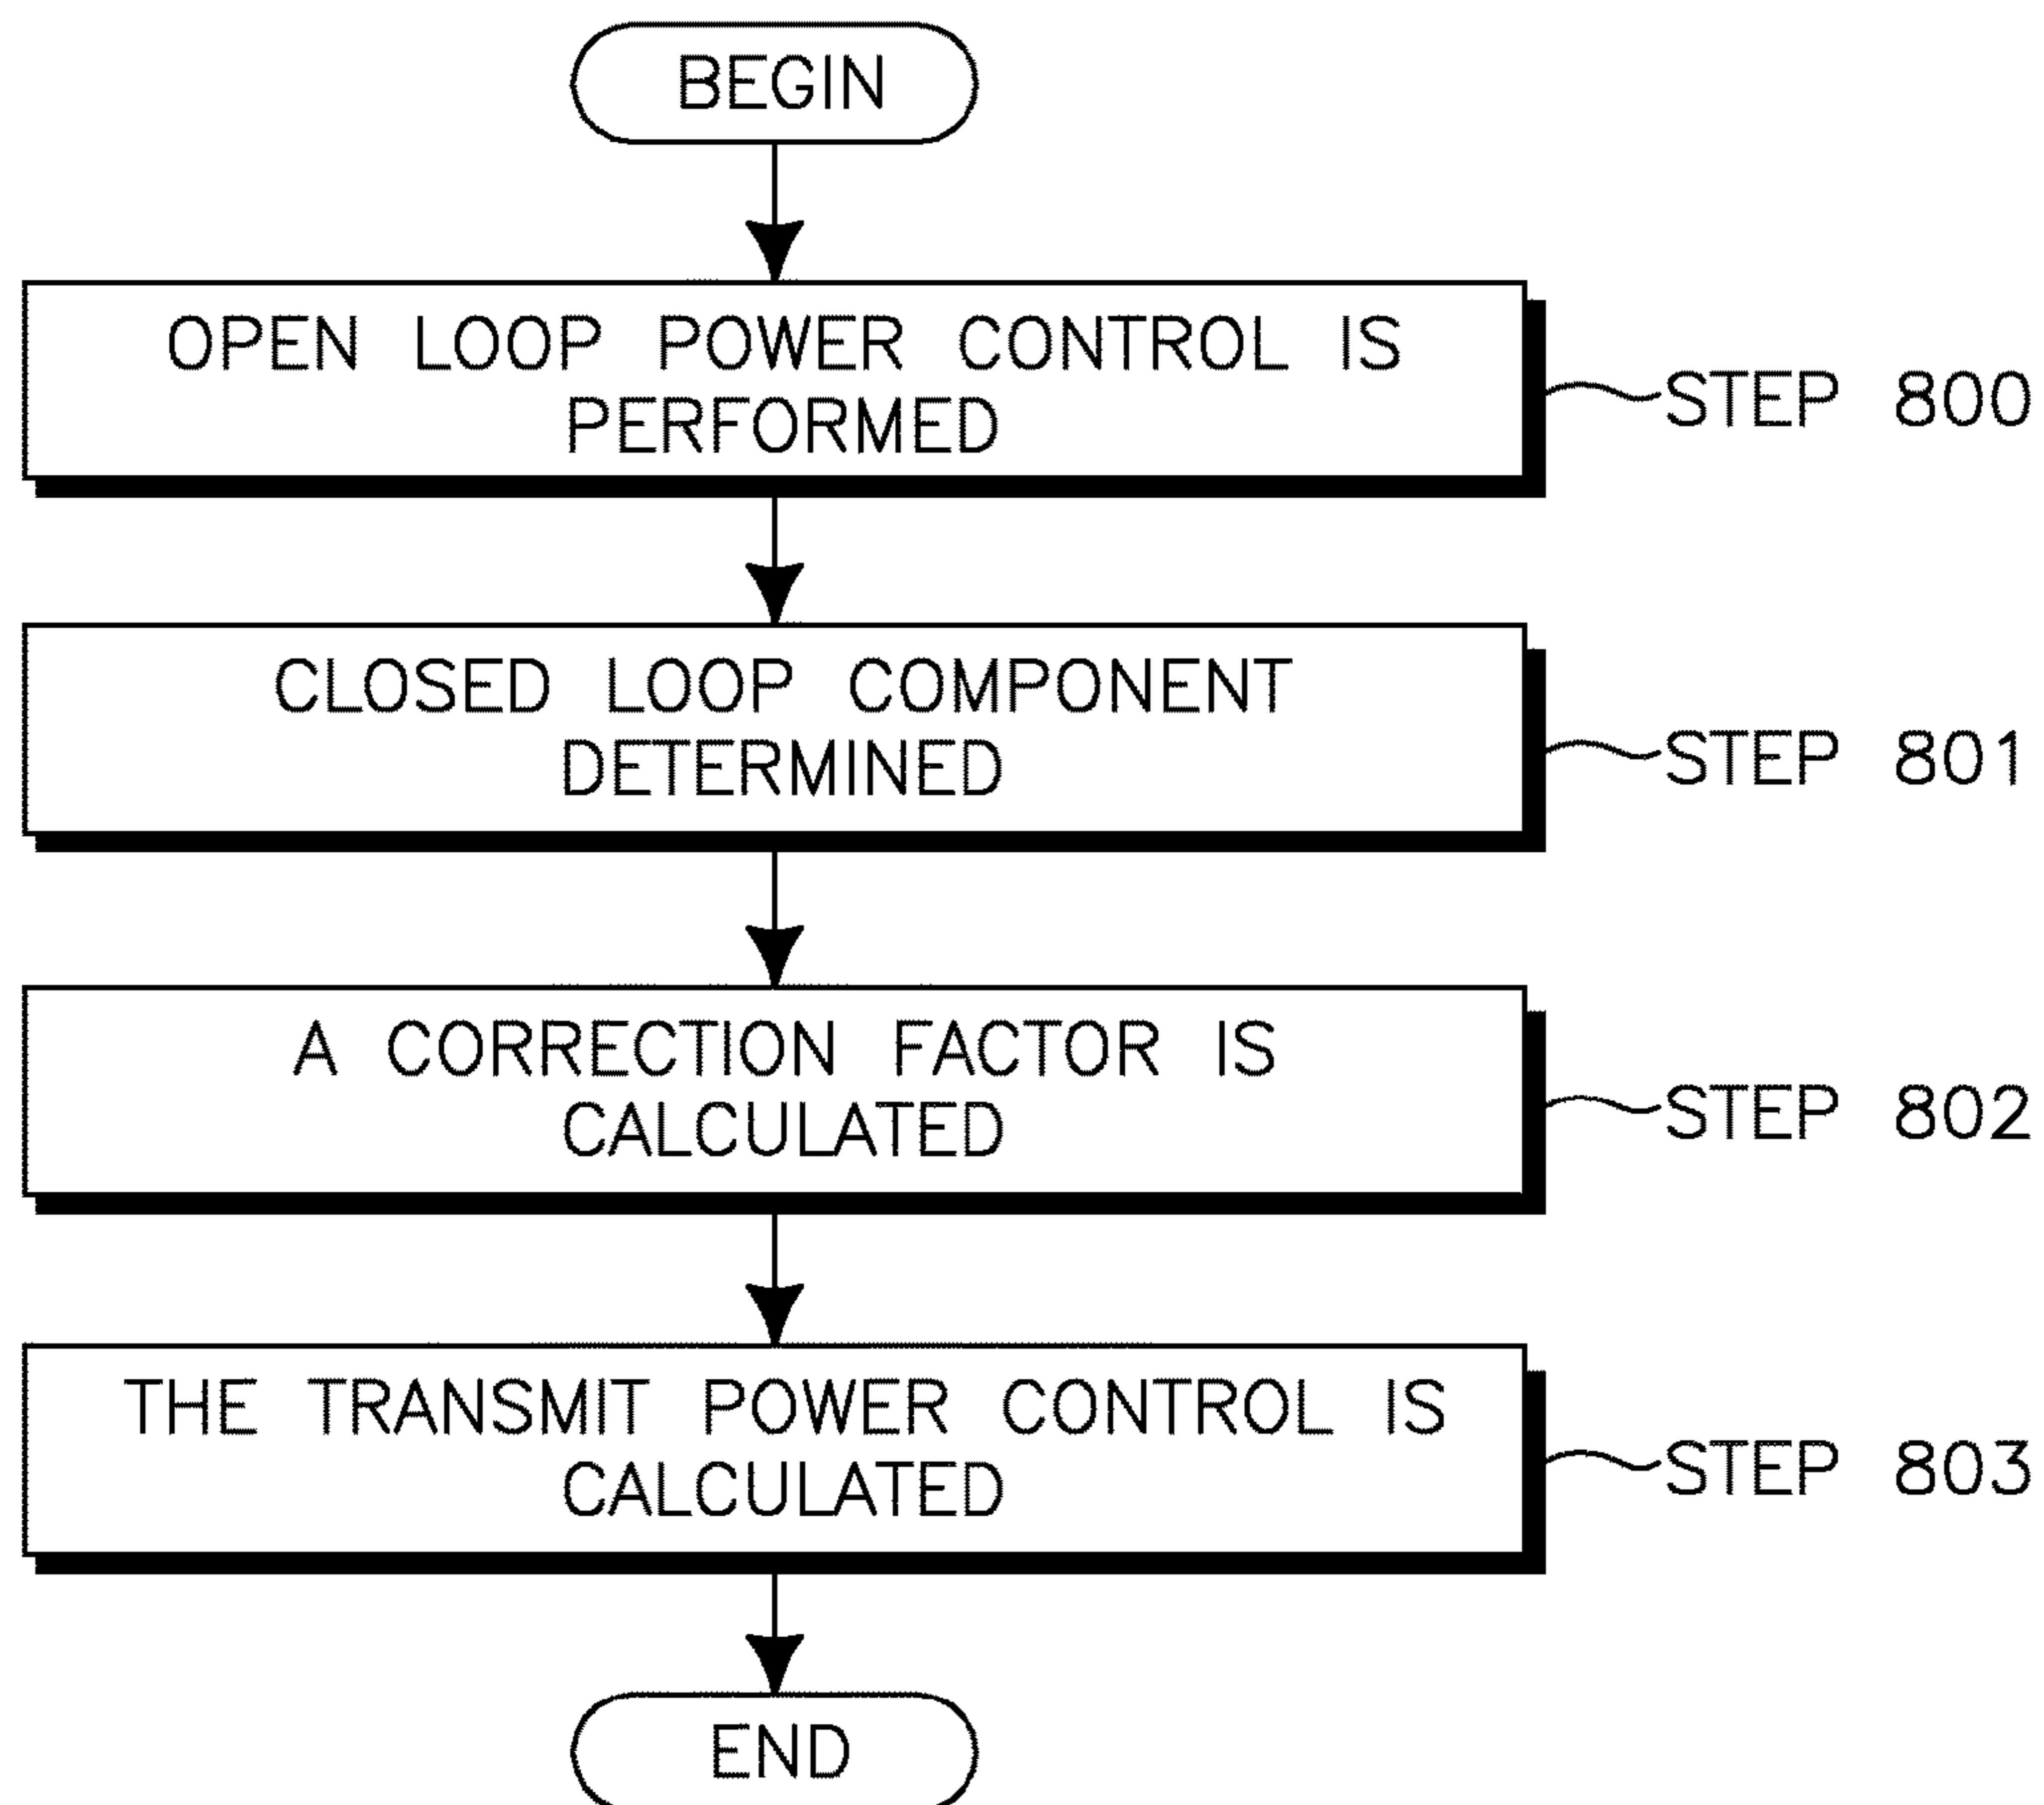 BEGIN
OPEN LOOP POWER CONTROL IS
PERFORMED
STEP 800
CLOSED LOOP COMPONENT
DETERMINED
STEP 801
A CORRECTION FACTOR IS
CALCULATED
STEP 802
THE TRANSMIT POWER CONTROL IS
CALCULATED
STEP 803
END